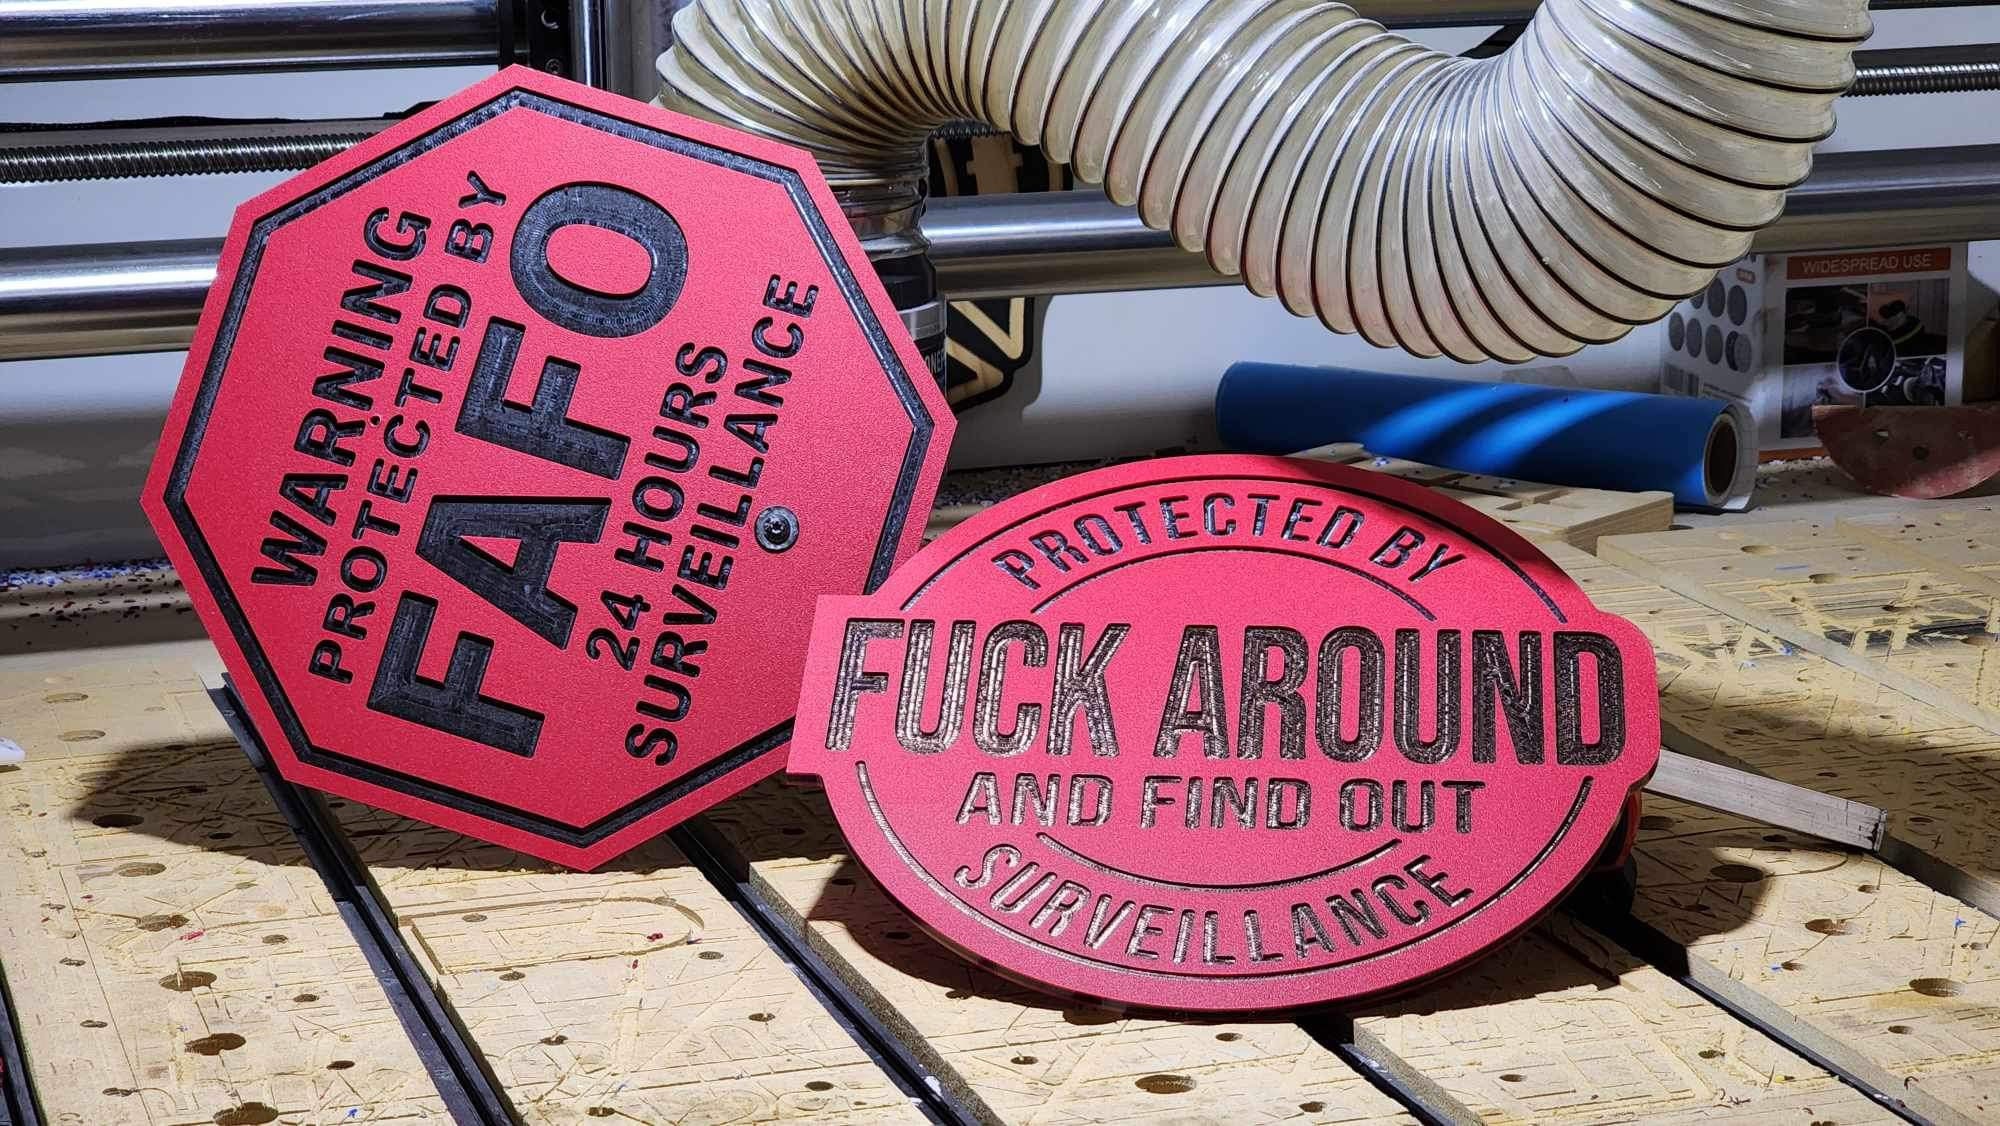 WARNING
PROTECTED BY
FAFO
24 HOURS
SURVEILLANCE
PROTECTED BY
FUCK AROUND
AND FIND OUT
SURVEILLANCE
WIDESPREAD USE